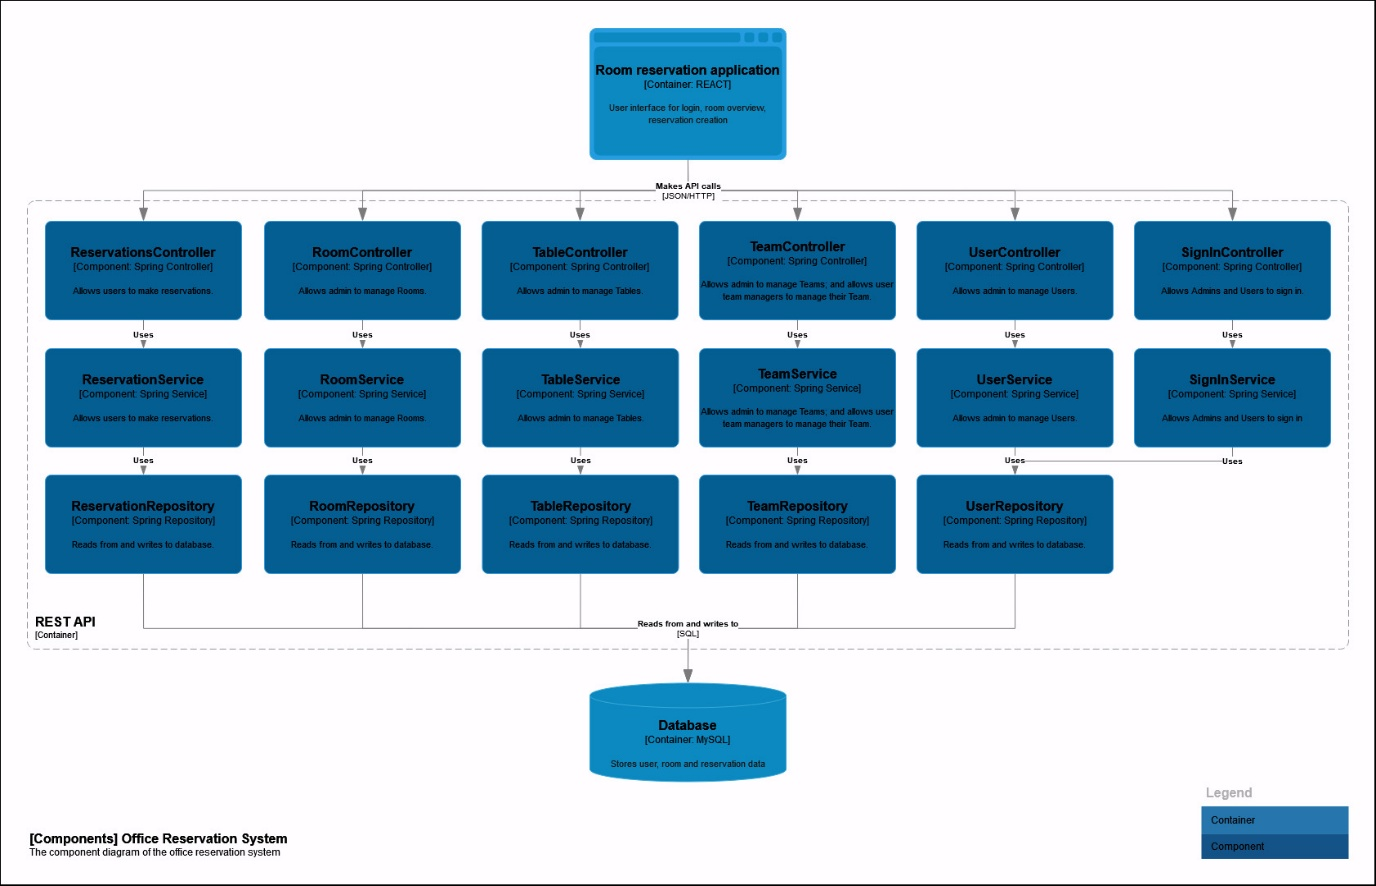 Room reservation application
[Container: REACT]
User interface for login, room overview,
reservation creation
Makes API calls
[JSON/HTTP]
ReservationsController
[Component: Spring Controller]
Allows users to make reservations.
RoomController
[Component: Spring Controller]
Allows admin to manage Rooms.
TableController
[Component: Spring Controller]
Allows admin to manage Tables.
TeamController
[Component: Spring Controller]
Allows admin to manage Teams; and allows user
team managers to manage their Team.
UserController
[Component: Spring Controller]
Allows admin to manage Users.
SignInController
[Component: Spring Controller]
Allows Admins and Users to sign in.
Uses
Uses
Uses
Uses
Uses
Uses
ReservationService
[Component: Spring Service]
Allows users to make reservations.
RoomService
[Component: Spring Service]
Allows admin to manage Rooms.
TableService
[Component: Spring Service]
Allows admin to manage Tables.
TeamService
[Component: Spring Service]
Allows admin to manage Teams; and allows user
team managers to manage their Team.
UserService
[Component: Spring Service]
Allows admin to manage Users.
SignInService
[Component: Spring Service]
Allows Admins and Users to sign in
Uses
Uses
Uses
Uses
Uses
Uses
ReservationRepository
[Component: Spring Repository]
Reads from and writes to database.
RoomRepository
[Component: Spring Repository]
Reads from and writes to database.
TableRepository
[Component: Spring Repository]
Reads from and writes to database.
TeamRepository
[Component: Spring Repository]
Reads from and writes to database.
UserRepository
[Component: Spring Repository]
Reads from and writes to database.
REST API
[Container]
Reads from and writes to
[SQL]
Database
[Container: MySQL]
Stores user, room and reservation data
Legend
Container
Component
[Components] Office Reservation System
The component diagram of the office reservation system